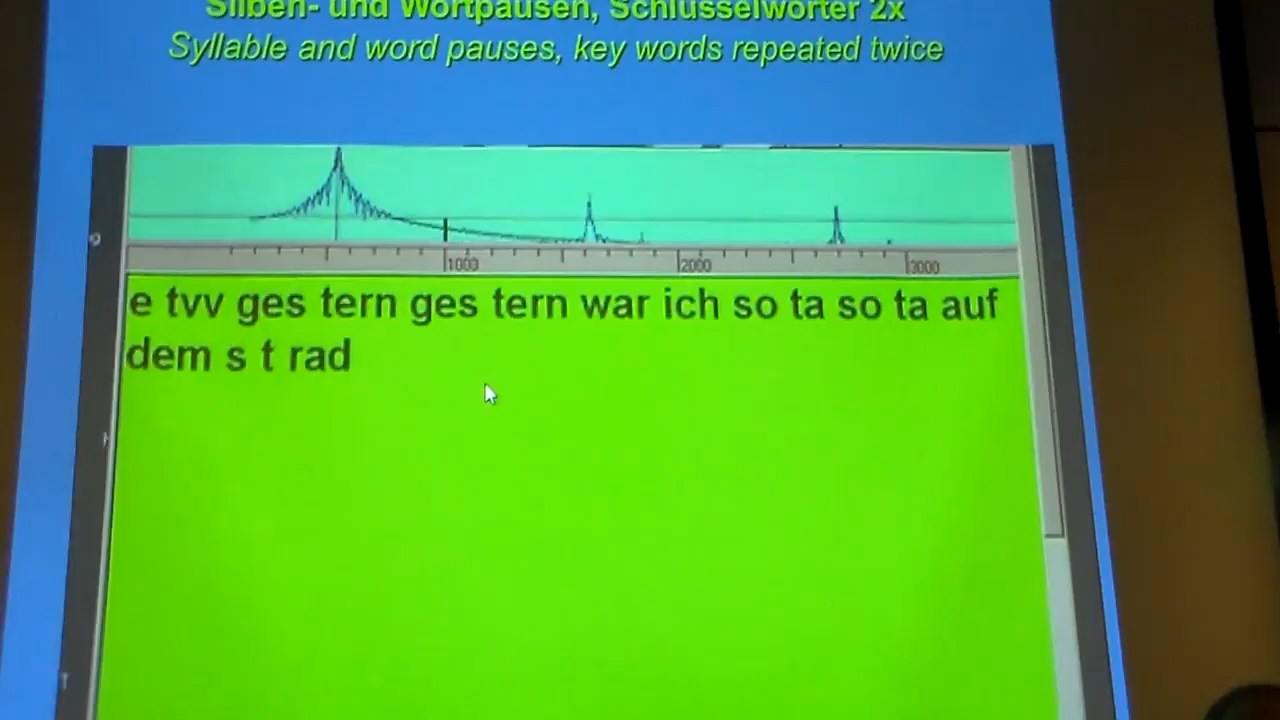 Silben- und Wortpausen, Schlüsselwörter 2x
Syllable and word pauses, key words repeated twice
1000 2000 3000
e tvv ges tern ges tern war ich so ta so ta auf
dem s t rad